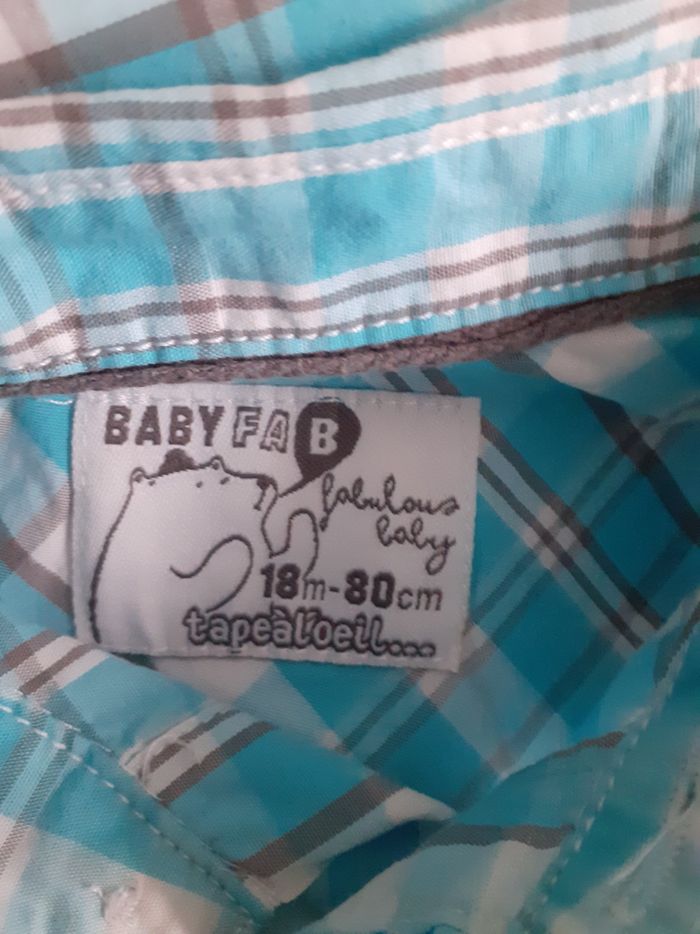 BABY FAB
fabulous
baby
18m-80cm
tapeàl'oeil....